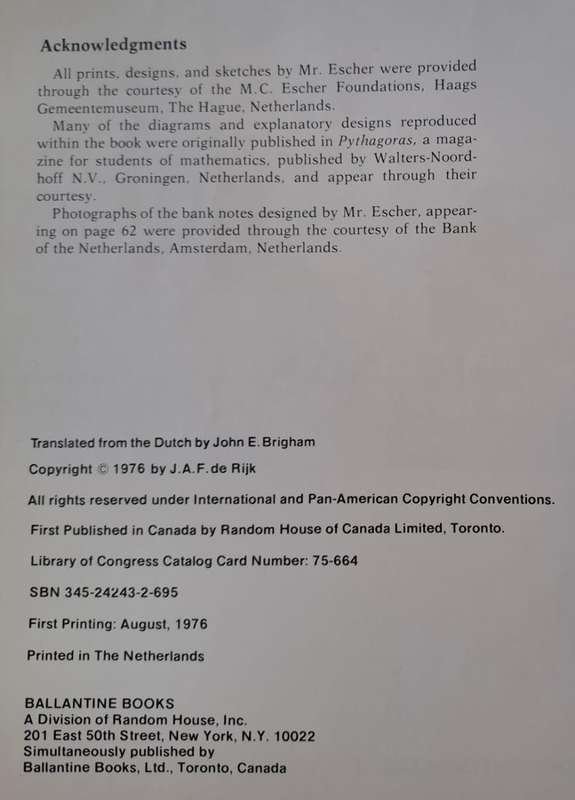 Acknowledgments
All prints, designs, and sketches by Mr. Escher were provided
through the courtesy of the M.C. Escher Foundations, Haags
Gemeentemuseum, The Hague, Netherlands.
Many of the diagrams and explanatory designs reproduced
within the book were originally published in Pythagoras, a maga-
zine for students of mathematics, published by Walters-Noord-
hoff N.V., Groningen, Netherlands, and appear through their
courtesy.
Photographs of the bank notes designed by Mr. Escher, appear-
ing on page 62 were provided through the courtesy of the Bank
of the Netherlands, Amsterdam, Netherlands.
Translated from the Dutch by John E. Brigham
Copyright © 1976 by J.A.F. de Rijk
All rights reserved under International and Pan-American Copyright Conventions.
First Published in Canada by Random House of Canada Limited, Toronto.
Library of Congress Catalog Card Number: 75-664
SBN 345-24243-2-695
First Printing: August, 1976
Printed in The Netherlands
BALLANTINE BOOKS
A Division of Random House, Inc.
201 East 50th Street, New York, N.Y. 10022
Simultaneously published by
Ballantine Books, Ltd., Toronto, Canada